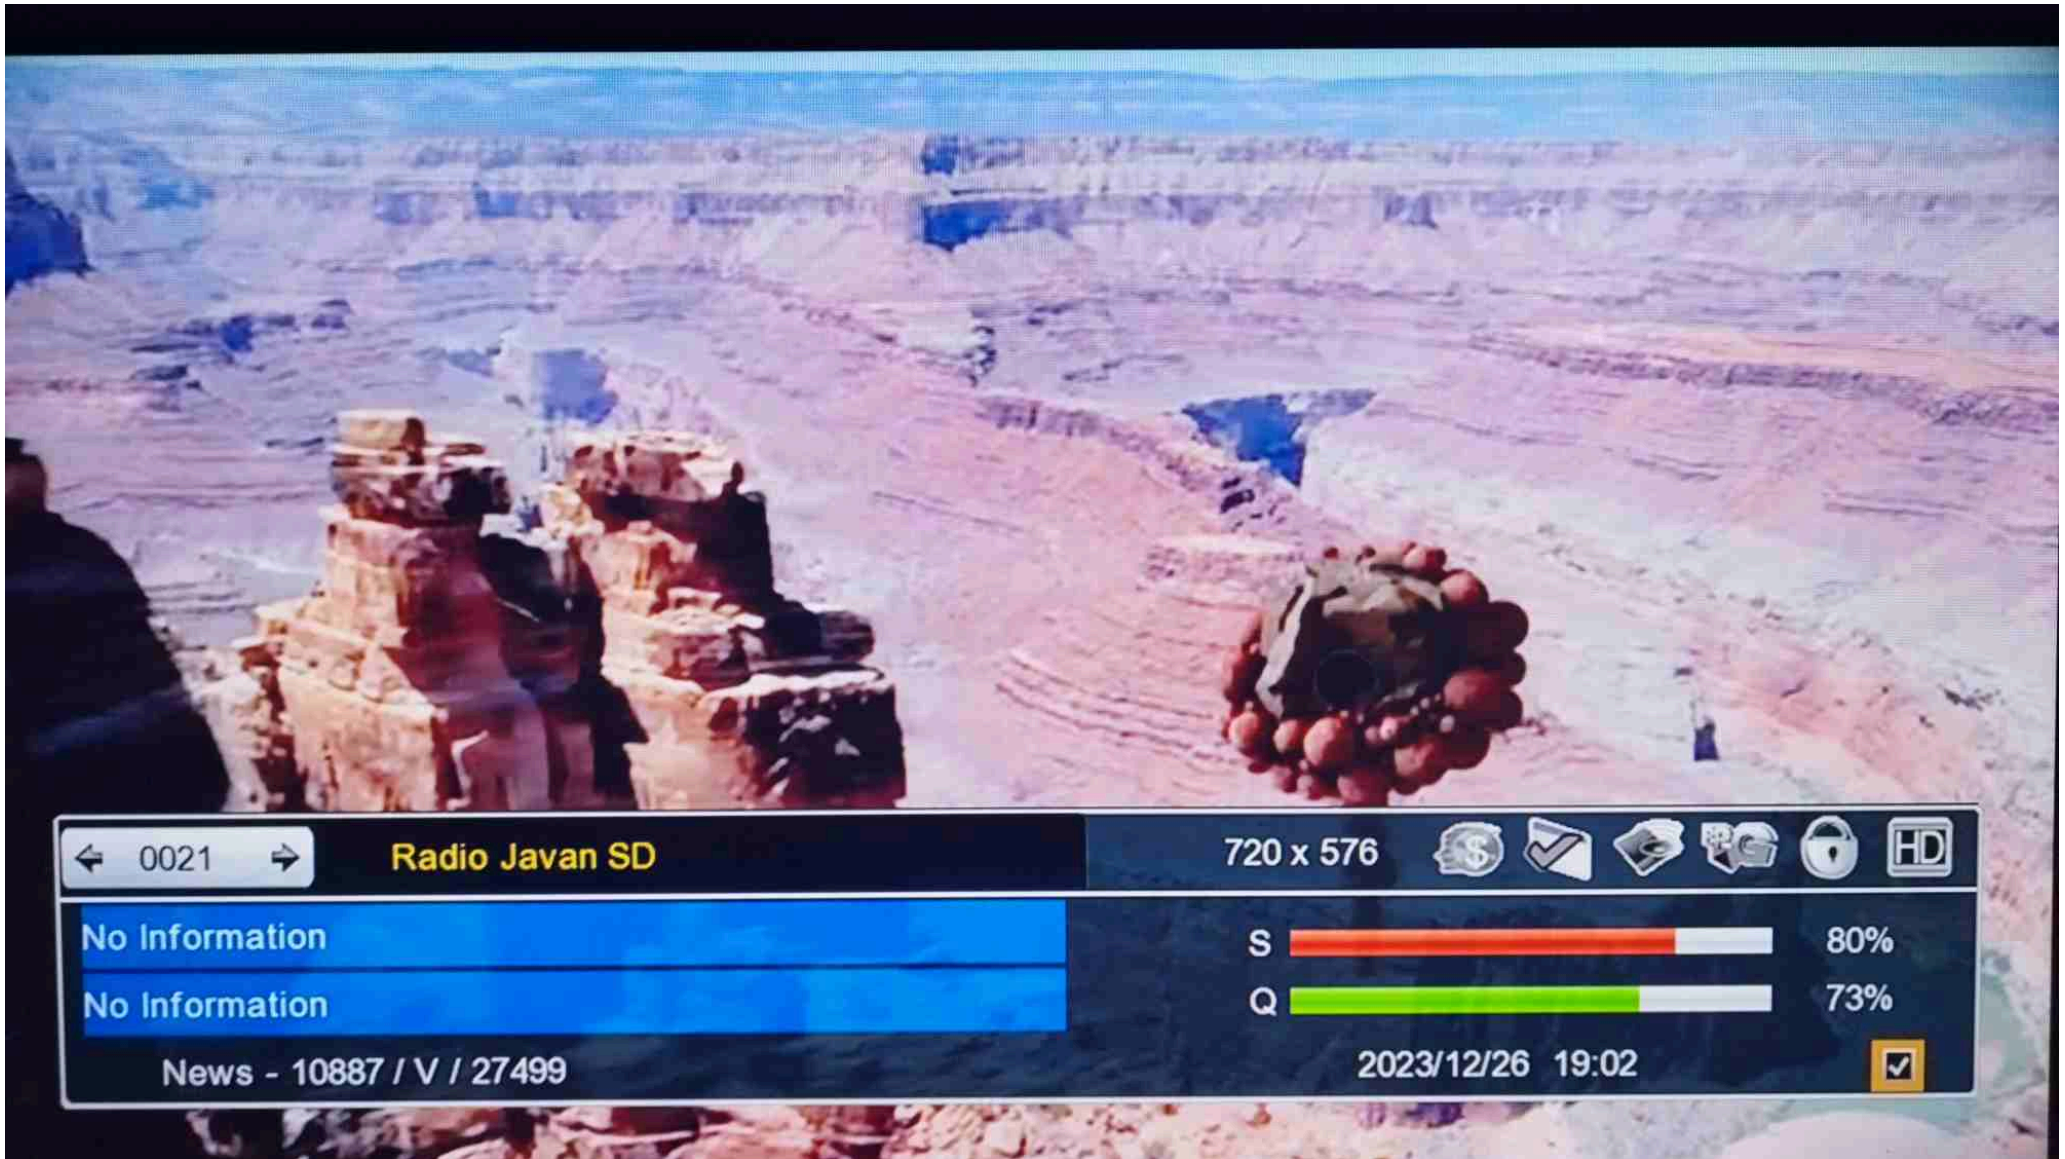 0021 Radio Javan SD 720 x 576 HD
No Information
S 80%
No Information
Q 73%
News - 10887 / V / 27499 2023/12/26 19:02